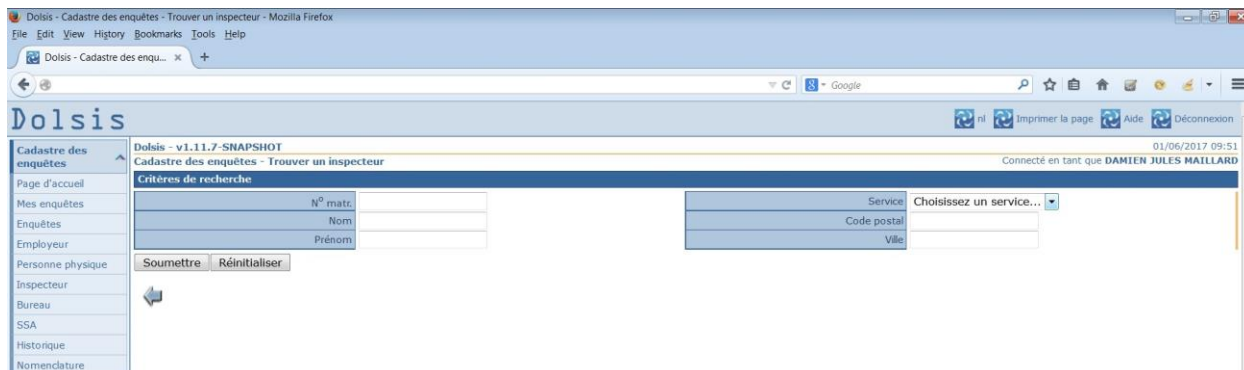 Dolsis - Cadastre des enquêtes - Trouver un inspecteur - Mozilla Firefox
File Edit View History Bookmarks Tools Help
Dolsis - Cadastre des enqu... × +
Google
Dolsis
nl Imprimer la page Aide Déconnexion
Cadastre des enquêtes
Dolsis - v1.11.7-SNAPSHOT 01/06/2017 09:51
Cadastre des enquêtes - Trouver un inspecteur Connecté en tant que DAMIEN JULES MAILLARD
Critères de recherche
Page d'accueil
Mes enquêtes
Enquêtes
Employeur
Personne physique
Inspecteur
Bureau
SSA
Historique
Nomenclature
N° matr. Service Choisissez un service...
Nom Code postal
Prénom Ville
Soumettre Réinitialiser